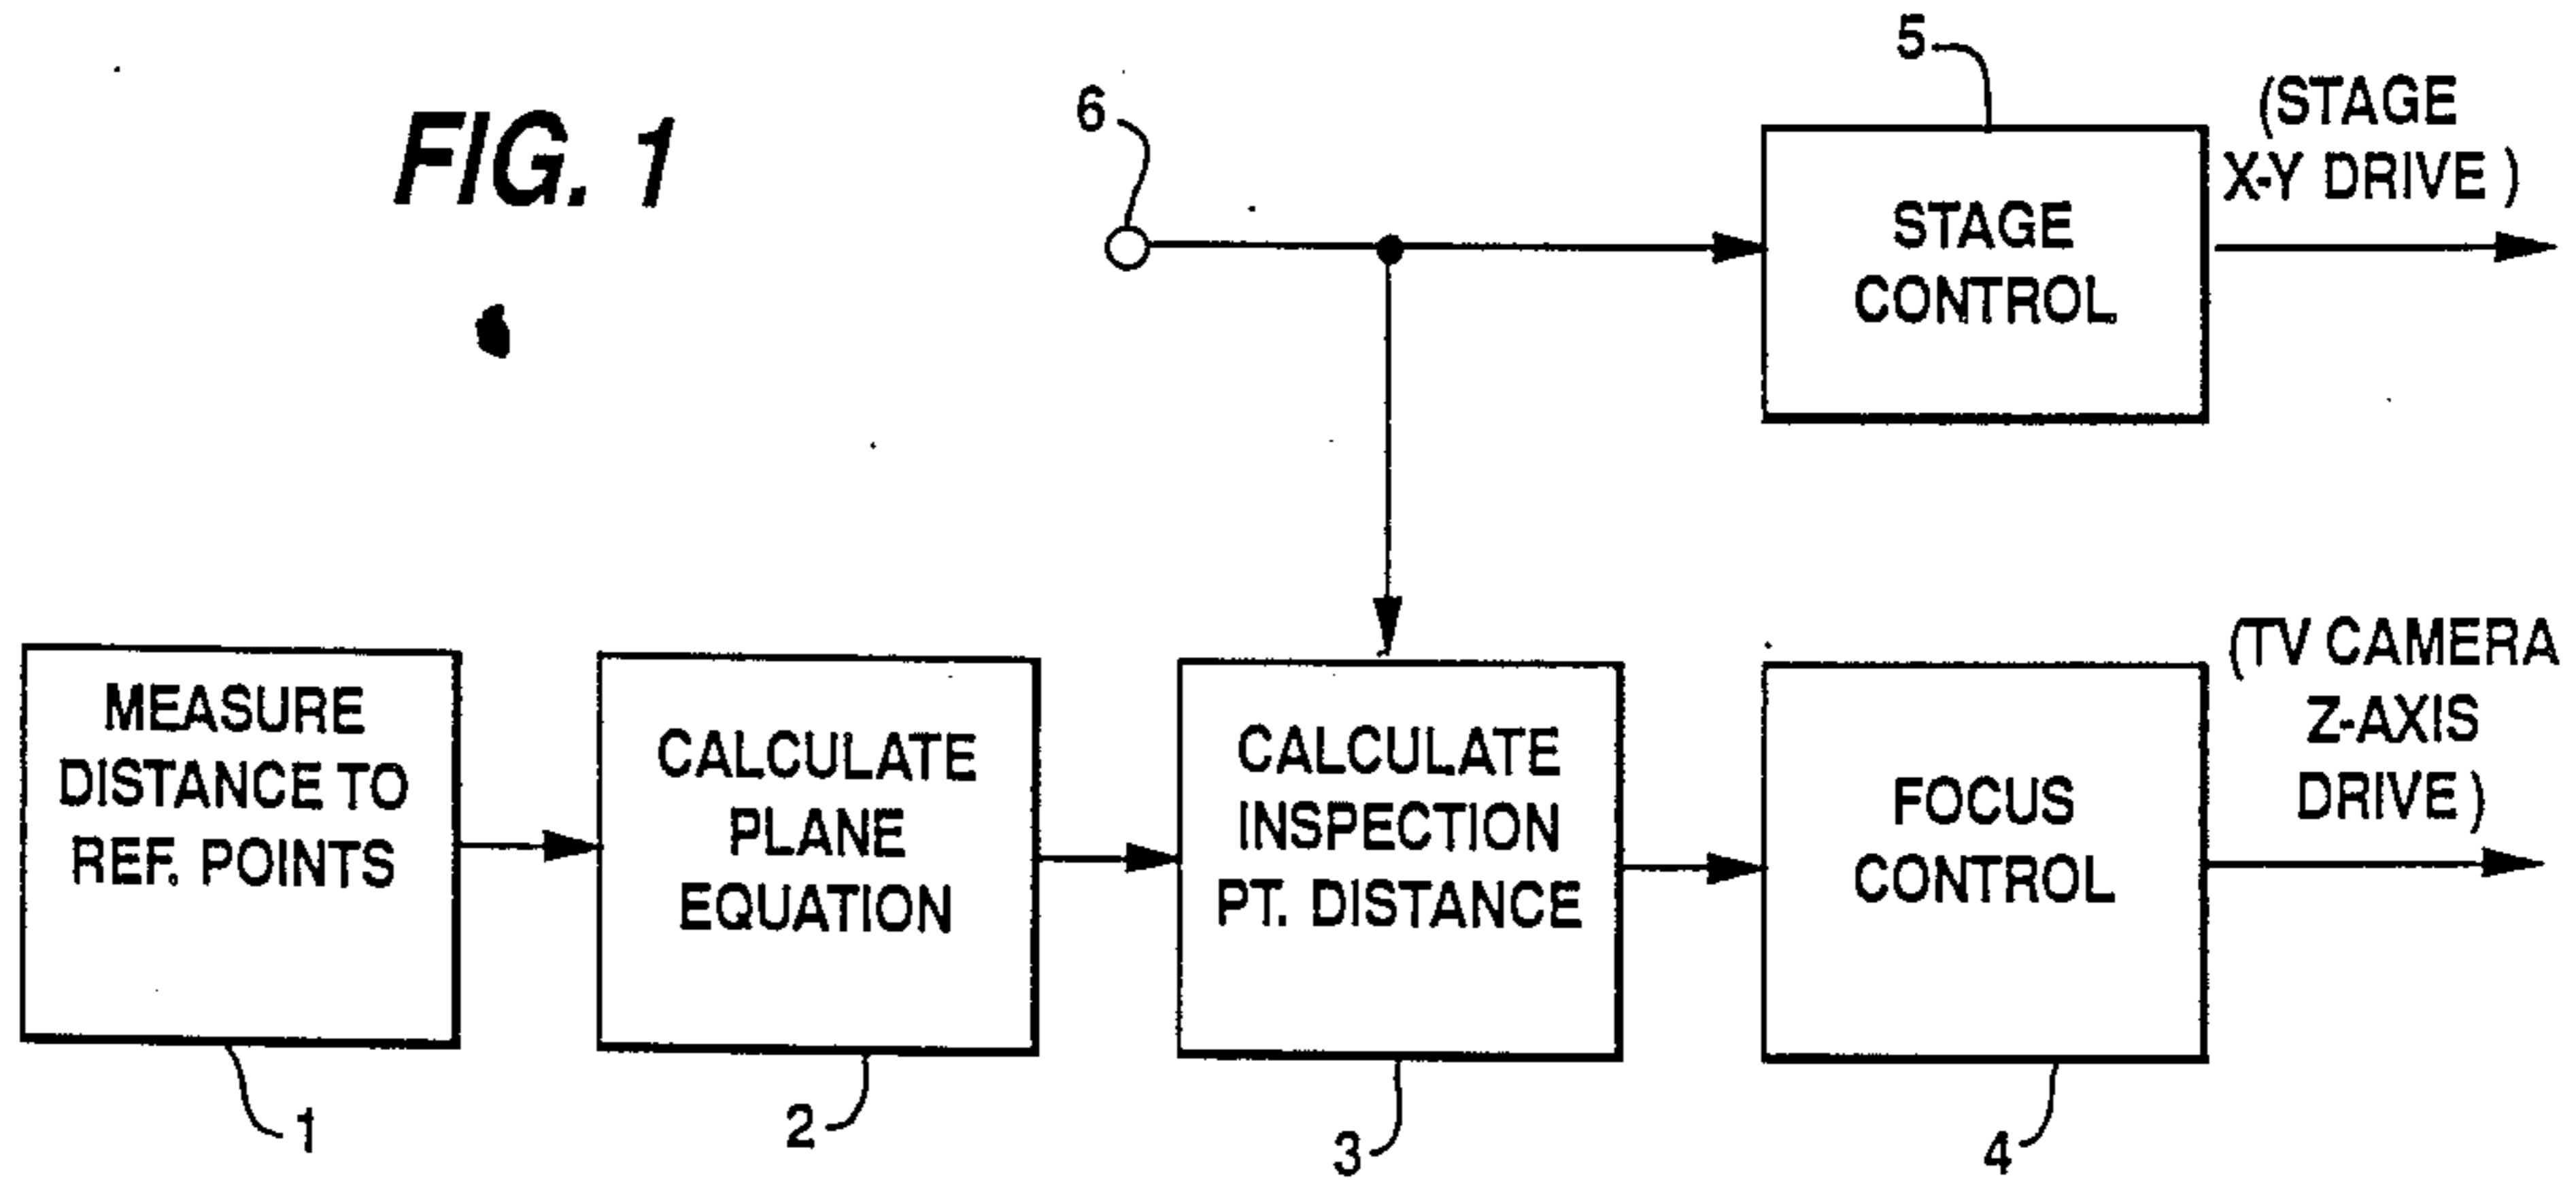 FIG. 1
6
5
(STAGE
X-Y DRIVE)
STAGE
CONTROL
MEASURE
DISTANCE TO
REF. POINTS
CALCULATE
PLANE
EQUATION
CALCULATE
INSPECTION
PT. DISTANCE
FOCUS
CONTROL
(TV CAMERA
Z-AXIS
DRIVE)
1
2
3
4